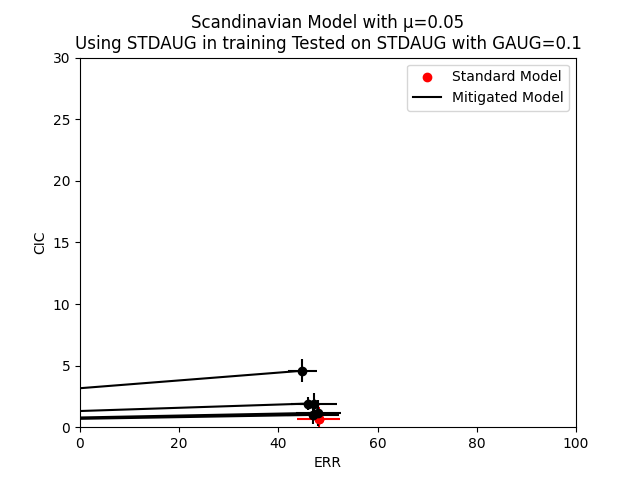 Scandinavian Model with μ=0.05
Using STDAUG in training Tested on STDAUG with GAUG=0.1
30
25
20
15
10
5
0
CIC
Standard Model
Mitigated Model
0 20 40 60 80 100
ERR